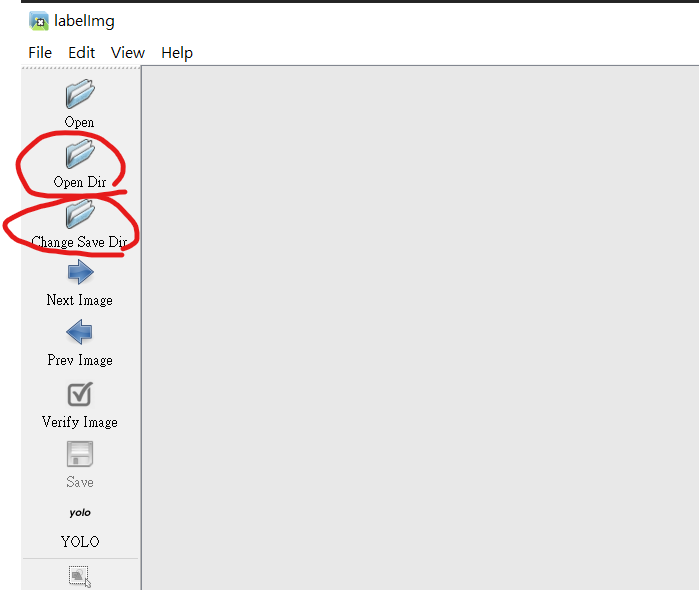 labelImg
File Edit View Help
Open
Open Dir
Change Save Dir
Next Image
Prev Image
Verify Image
Save
yolo
YOLO